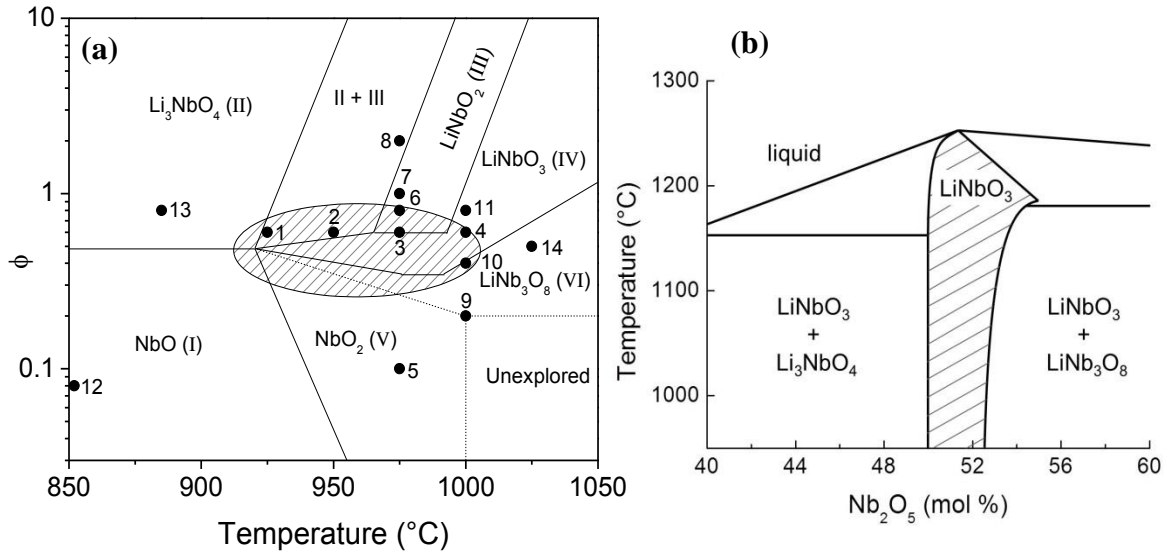 (a)
10
1
0.1
ϕ
Li₃NbO₄ (II)
II + III
LiNbO₂ (III)
LiNbO₃ (IV)
LiNb₃O₈ (VI)
NbO (I)
NbO₂ (V)
Unexplored
8
7
6
13
1
2
3
11
4
14
10
9
5
12
850 900 950 1000 1050
Temperature (°C)
(b)
1300
1200
1100
1000
Temperature (°C)
liquid
LiNbO₃
LiNbO₃
+
Li₃NbO₄
LiNbO₃
+
LiNb₃O₈
40 44 48 52 56 60
Nb₂O₅ (mol %)